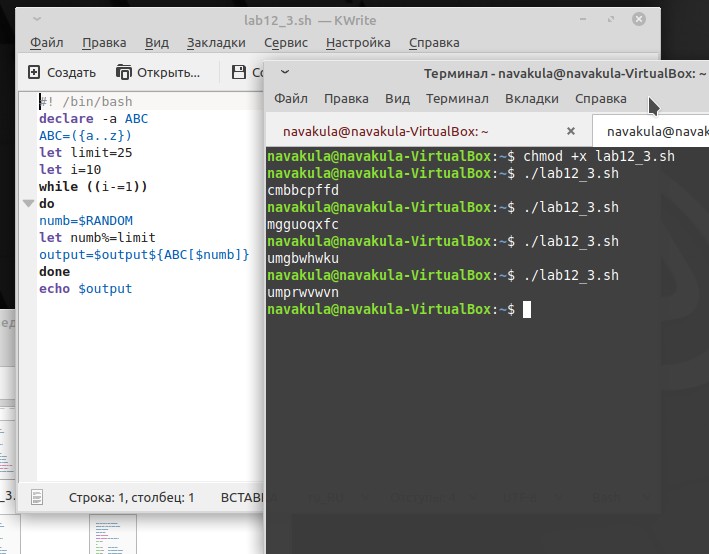 lab12_3.sh — KWrite
Файл Правка Вид Закладки Сервис Настройка Справка
Создать Открыть... Со
#! /bin/bash
declare -a ABC
ABC=({a..z})
let limit=25
let i=10
while ((i-=1))
do
numb=$RANDOM
let numb%=limit
output=$output${ABC[$numb]}
done
echo $output
Строка: 1, столбец: 1 ВСТАВКА
Терминал - navakula@navakula-VirtualBox: ~
Файл Правка Вид Терминал Вкладки Справка
navakula@navakula-VirtualBox: ~ navakula@navak
navakula@navakula-VirtualBox:~$ chmod +x lab12_3.sh
navakula@navakula-VirtualBox:~$ ./lab12_3.sh
cmbbcpffd
navakula@navakula-VirtualBox:~$ ./lab12_3.sh
mgguoqxfc
navakula@navakula-VirtualBox:~$ ./lab12_3.sh
umgbwhwku
navakula@navakula-VirtualBox:~$ ./lab12_3.sh
umprwvwvn
navakula@navakula-VirtualBox:~$